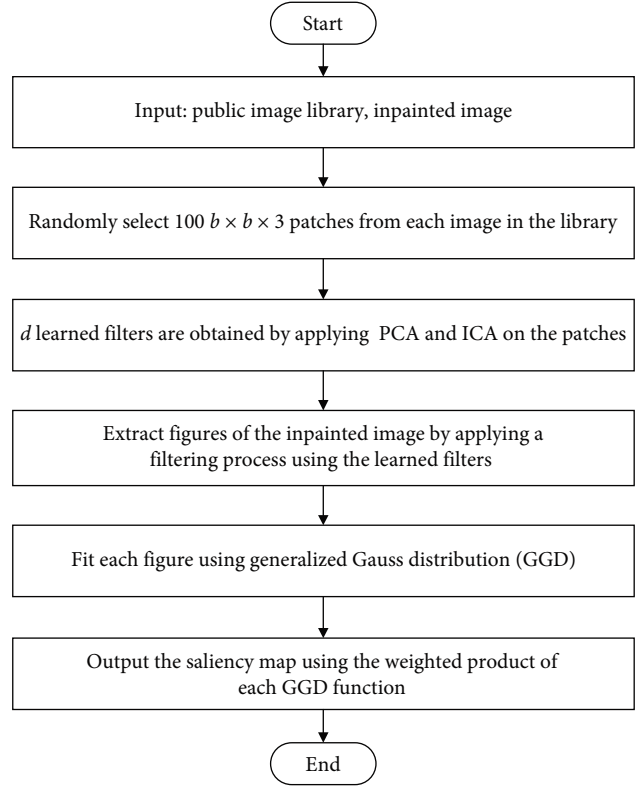 Start
Input: public image library, inpainted image
Randomly select 100 b × b × 3 patches from each image in the library
d learned filters are obtained by applying PCA and ICA on the patches
Extract figures of the inpainted image by applying a
filtering process using the learned filters
Fit each figure using generalized Gauss distribution (GGD)
Output the saliency map using the weighted product of
each GGD function
End